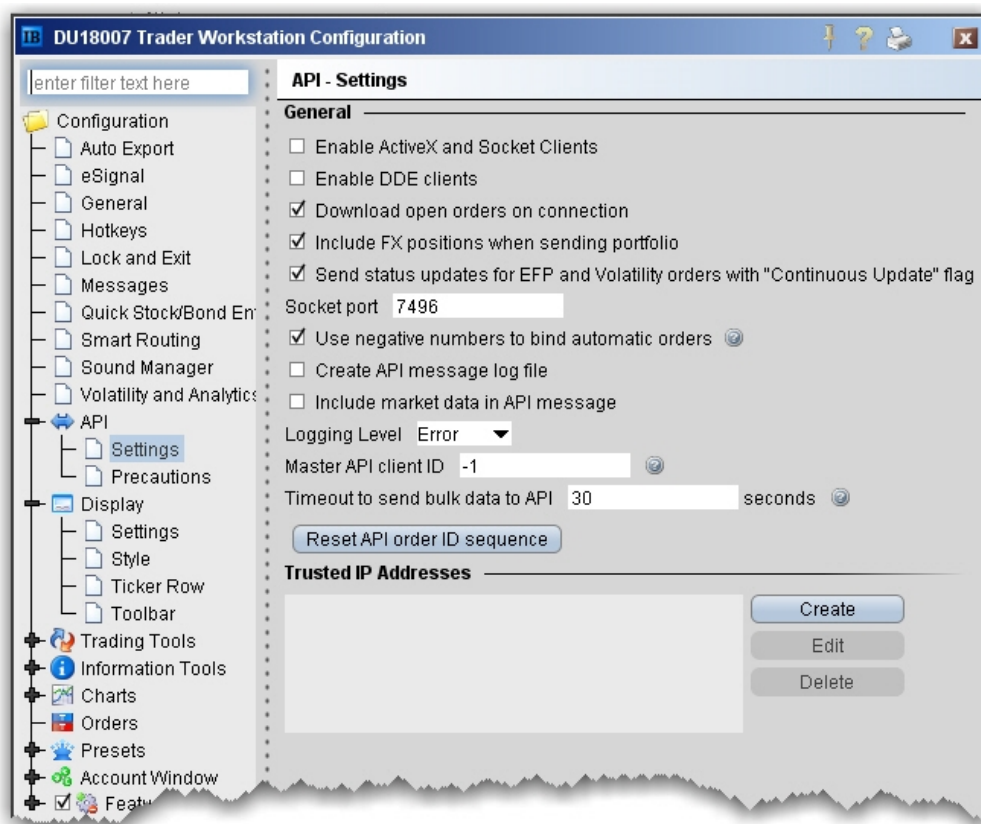 IB DU18007 Trader Workstation Configuration
enter filter text here
Configuration
Auto Export
eSignal
General
Hotkeys
Lock and Exit
Messages
Quick Stock/Bond
Smart Routing
Sound Manager
Volatility and Analytics
API
Settings
Precautions
Display
Settings
Style
Ticker Row
Toolbar
Trading Tools
Information Tools
Charts
Orders
Presets
Account Window
API - Settings
General
Enable ActiveX and Socket Clients
Enable DDE clients
Download open orders on connection
Include FX positions when sending portfolio
Send status updates for EFP and Volatility orders with "Continuous Update" flag
Socket port 7496
Use negative numbers to bind automatic orders ?
Create API message log file
Include market data in API message
Logging Level Error
Master API client ID -1 ?
Timeout to send bulk data to API 30 seconds ?
Reset API order ID sequence
Trusted IP Addresses
Create
Edit
Delete